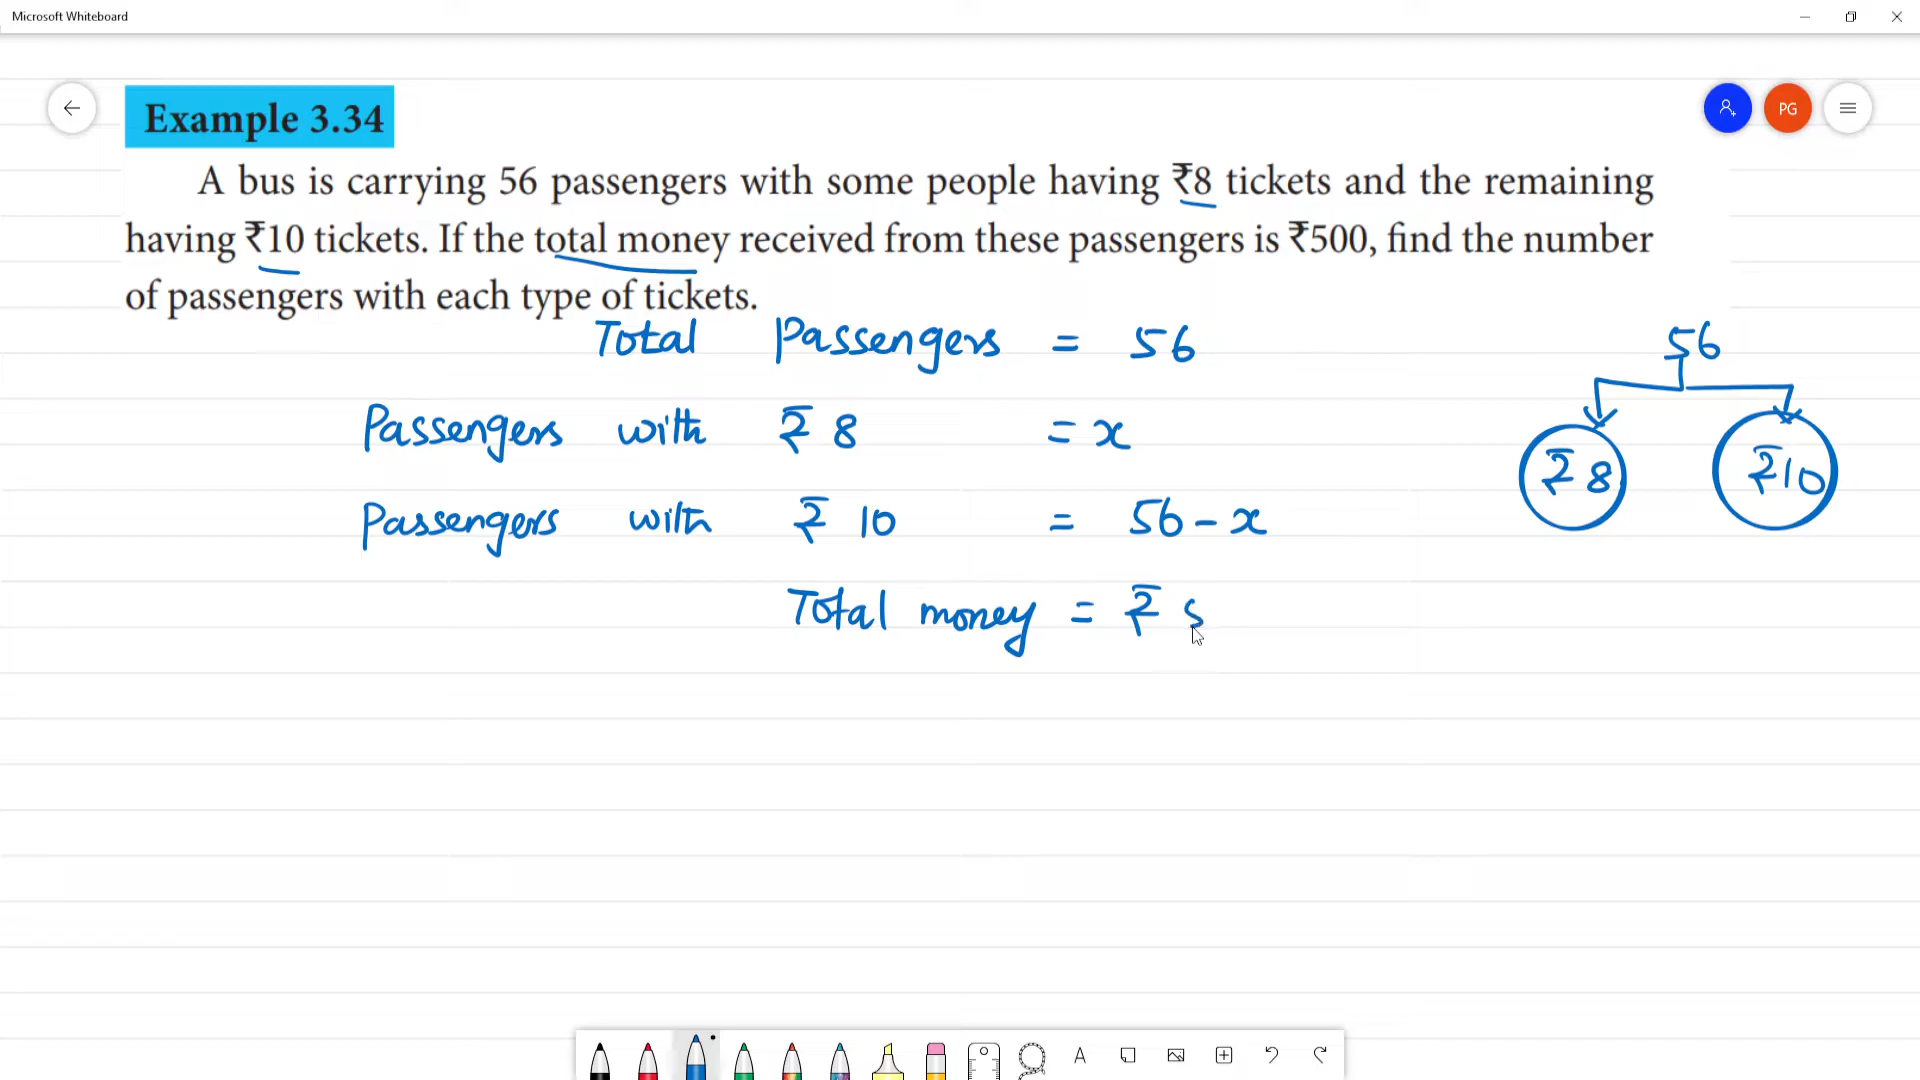 Microsoft Whiteboard
Example 3.34
PG
A bus is carrying 56 passengers with some people having ₹8 tickets and the remaining
having ₹10 tickets. If the total money received from these passengers is ₹500, find the number
of passengers with each type of tickets.
Total Passengers = 56
56
Passengers with ₹ 8 = x
₹ 8 ₹10
Passengers with ₹ 10 = 56 - x
Total money = ₹ 5
A